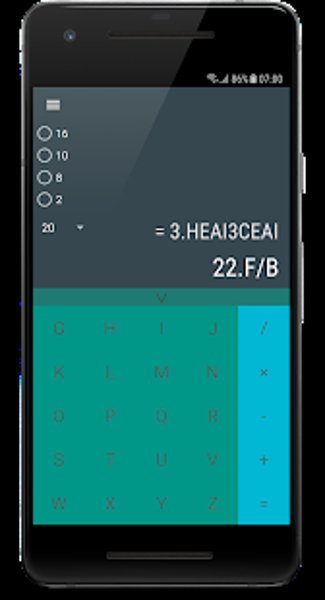 86% 07:00
16
10
8
2
20
= 3.HEAI3CEAI
22.F/B
G H I J /
K L M N ×
O P Q R -
S T U V +
W X Y Z =